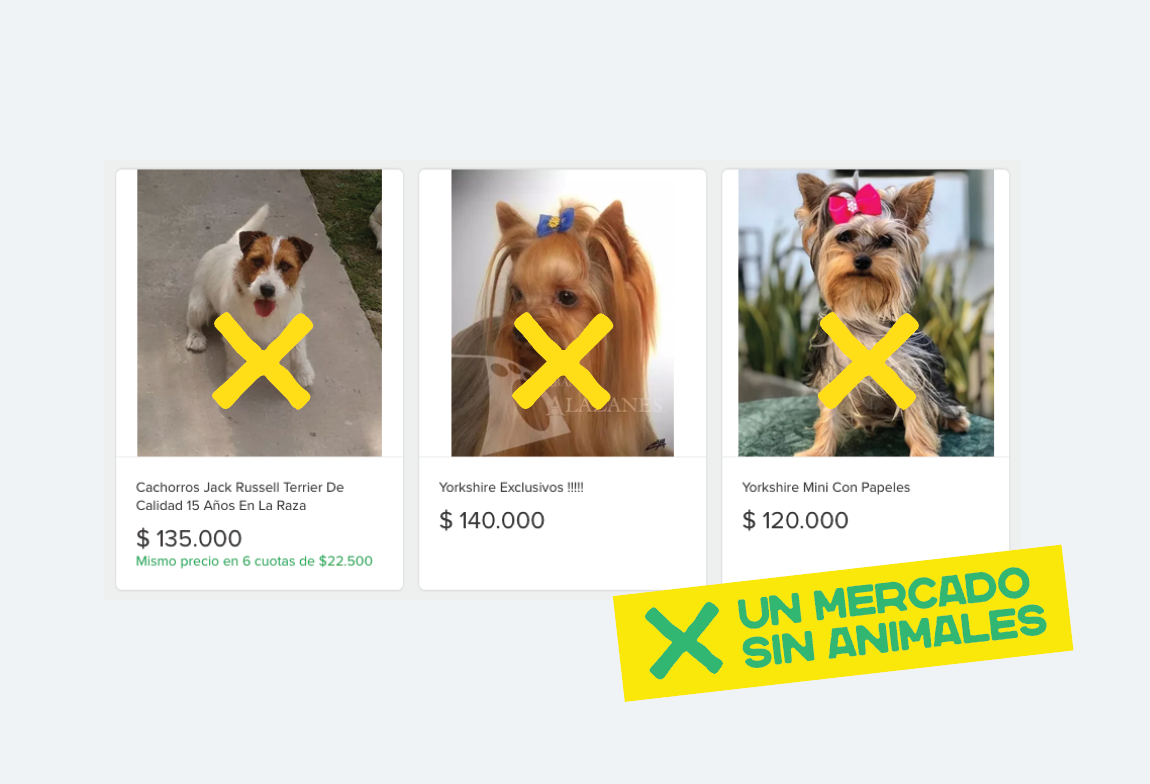 ALAZANES
Cachorros Jack Russell Terrier De
Calidad 15 Años En La Raza
$ 135.000
Mismo precio en 6 cuotas de $22.500
Yorkshire Exclusivos !!!!!
$ 140.000
Yorkshire Mini Con Papeles
$ 120.000
UN MERCADO
SIN ANIMALES